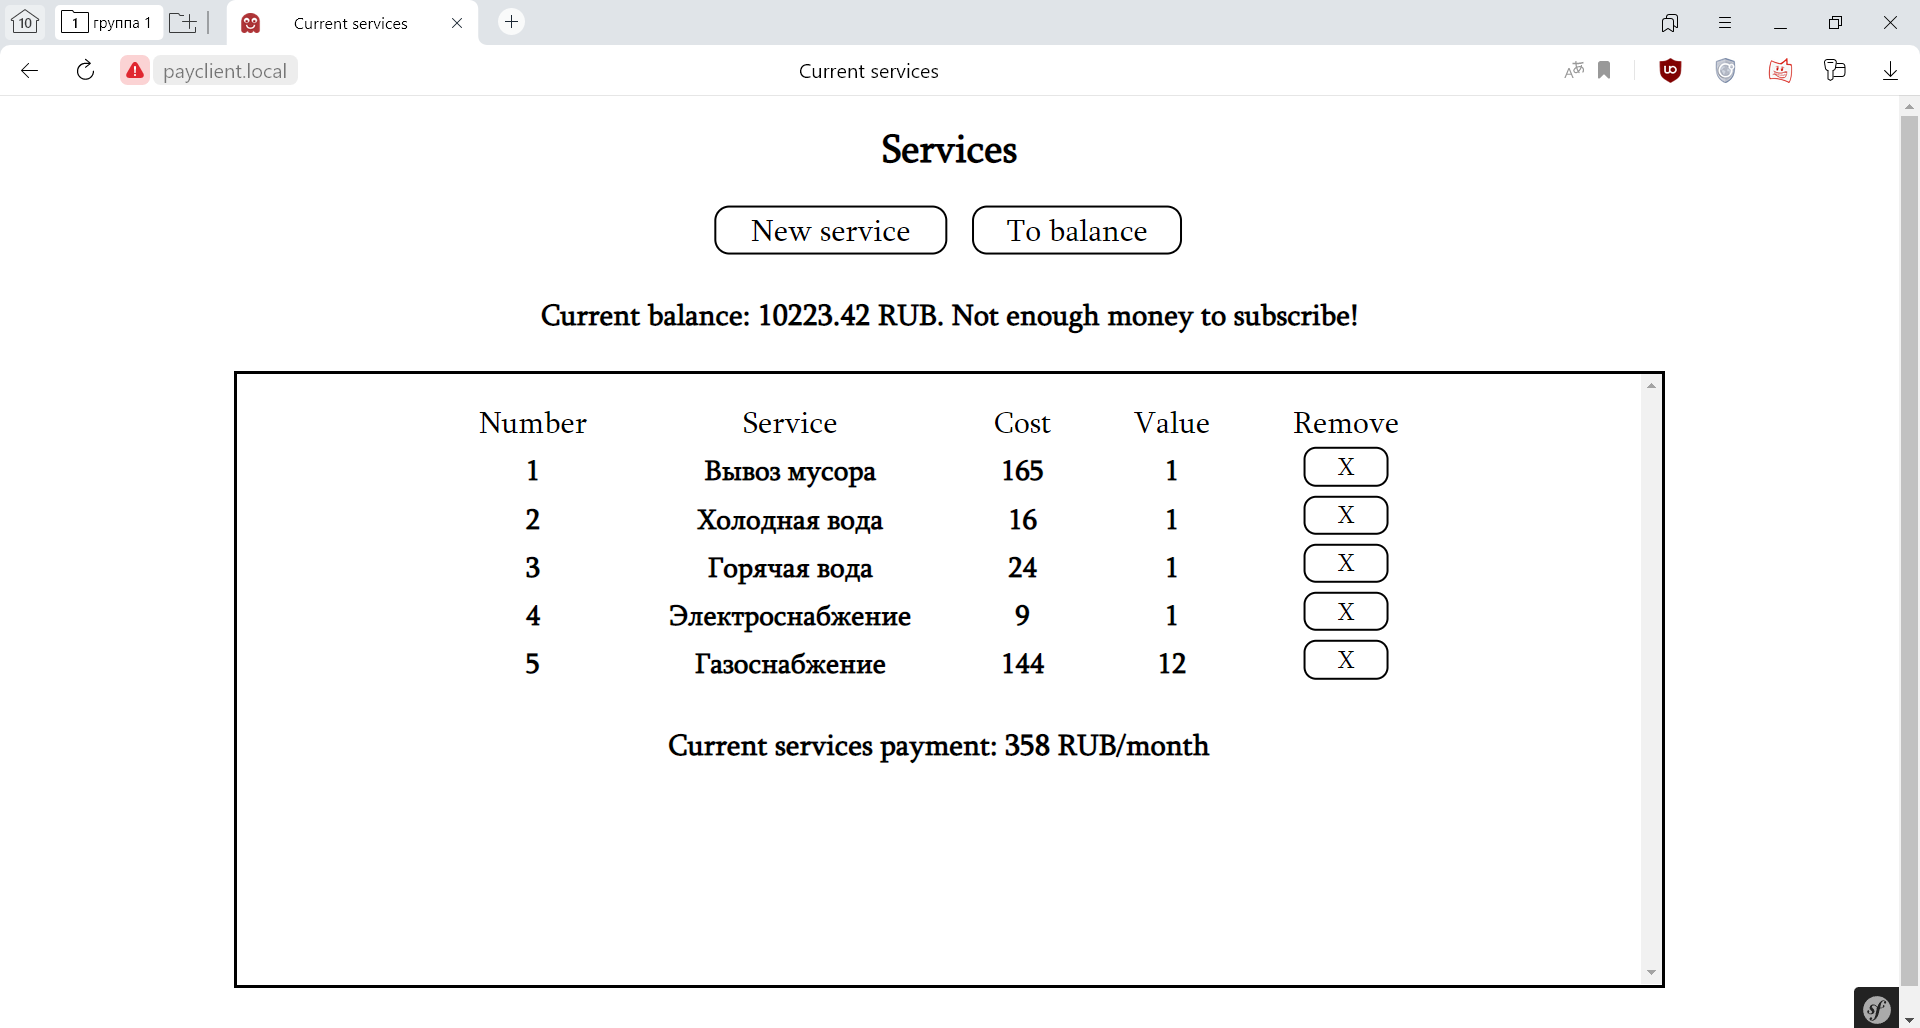 10 1 группа 1 Current services
payclient.local Current services
Services
New service To balance
Current balance: 10223.42 RUB. Not enough money to subscribe!
Number Service Cost Value Remove
1 Вывоз мусора 165 1 X
2 Холодная вода 16 1 X
3 Горячая вода 24 1 X
4 Электроснабжение 9 1 X
5 Газоснабжение 144 12 X
Current services payment: 358 RUB/month
sf